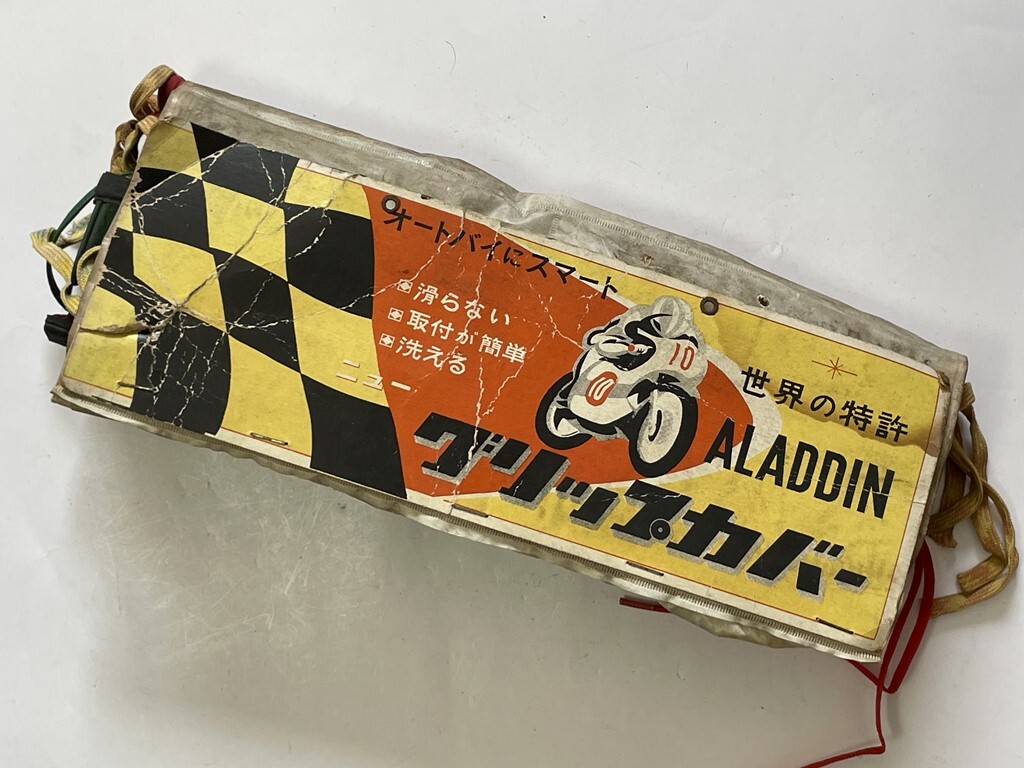 オートバイにスマート
滑らない
取付が簡単
洗える
ニュー
グリップカバー
10
10
世界の特許
ALADDIN